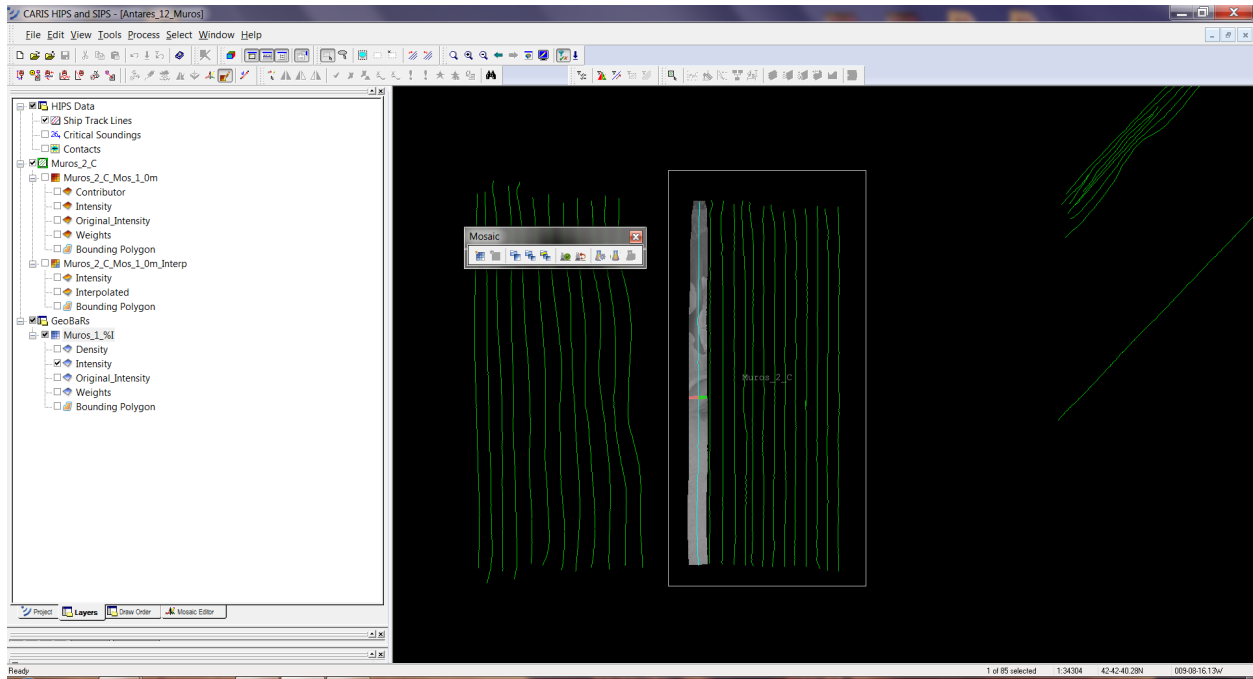 CARIS HIPS and SIPS - [Antares_12_Muros]
File Edit View Tools Process Select Window Help
HIPS Data
Ship Track Lines
Critical Soundings
Contacts
Muros_2_C
Muros_2_C_Mos_1_0m
Contributor
Intensity
Original_Intensity
Weights
Bounding Polygon
Muros_2_C_Mos_1_0m_Interp
Intensity
Interpolated
Bounding Polygon
GeoBaRs
Muros_1_%I
Density
Intensity
Original_Intensity
Weights
Bounding Polygon
Mosaic
Muros_2_C
Project Layers Draw Order Mosaic Editor
Ready 1 of 85 selected 1:34304 42-42-40.28N 009-08-16.13W